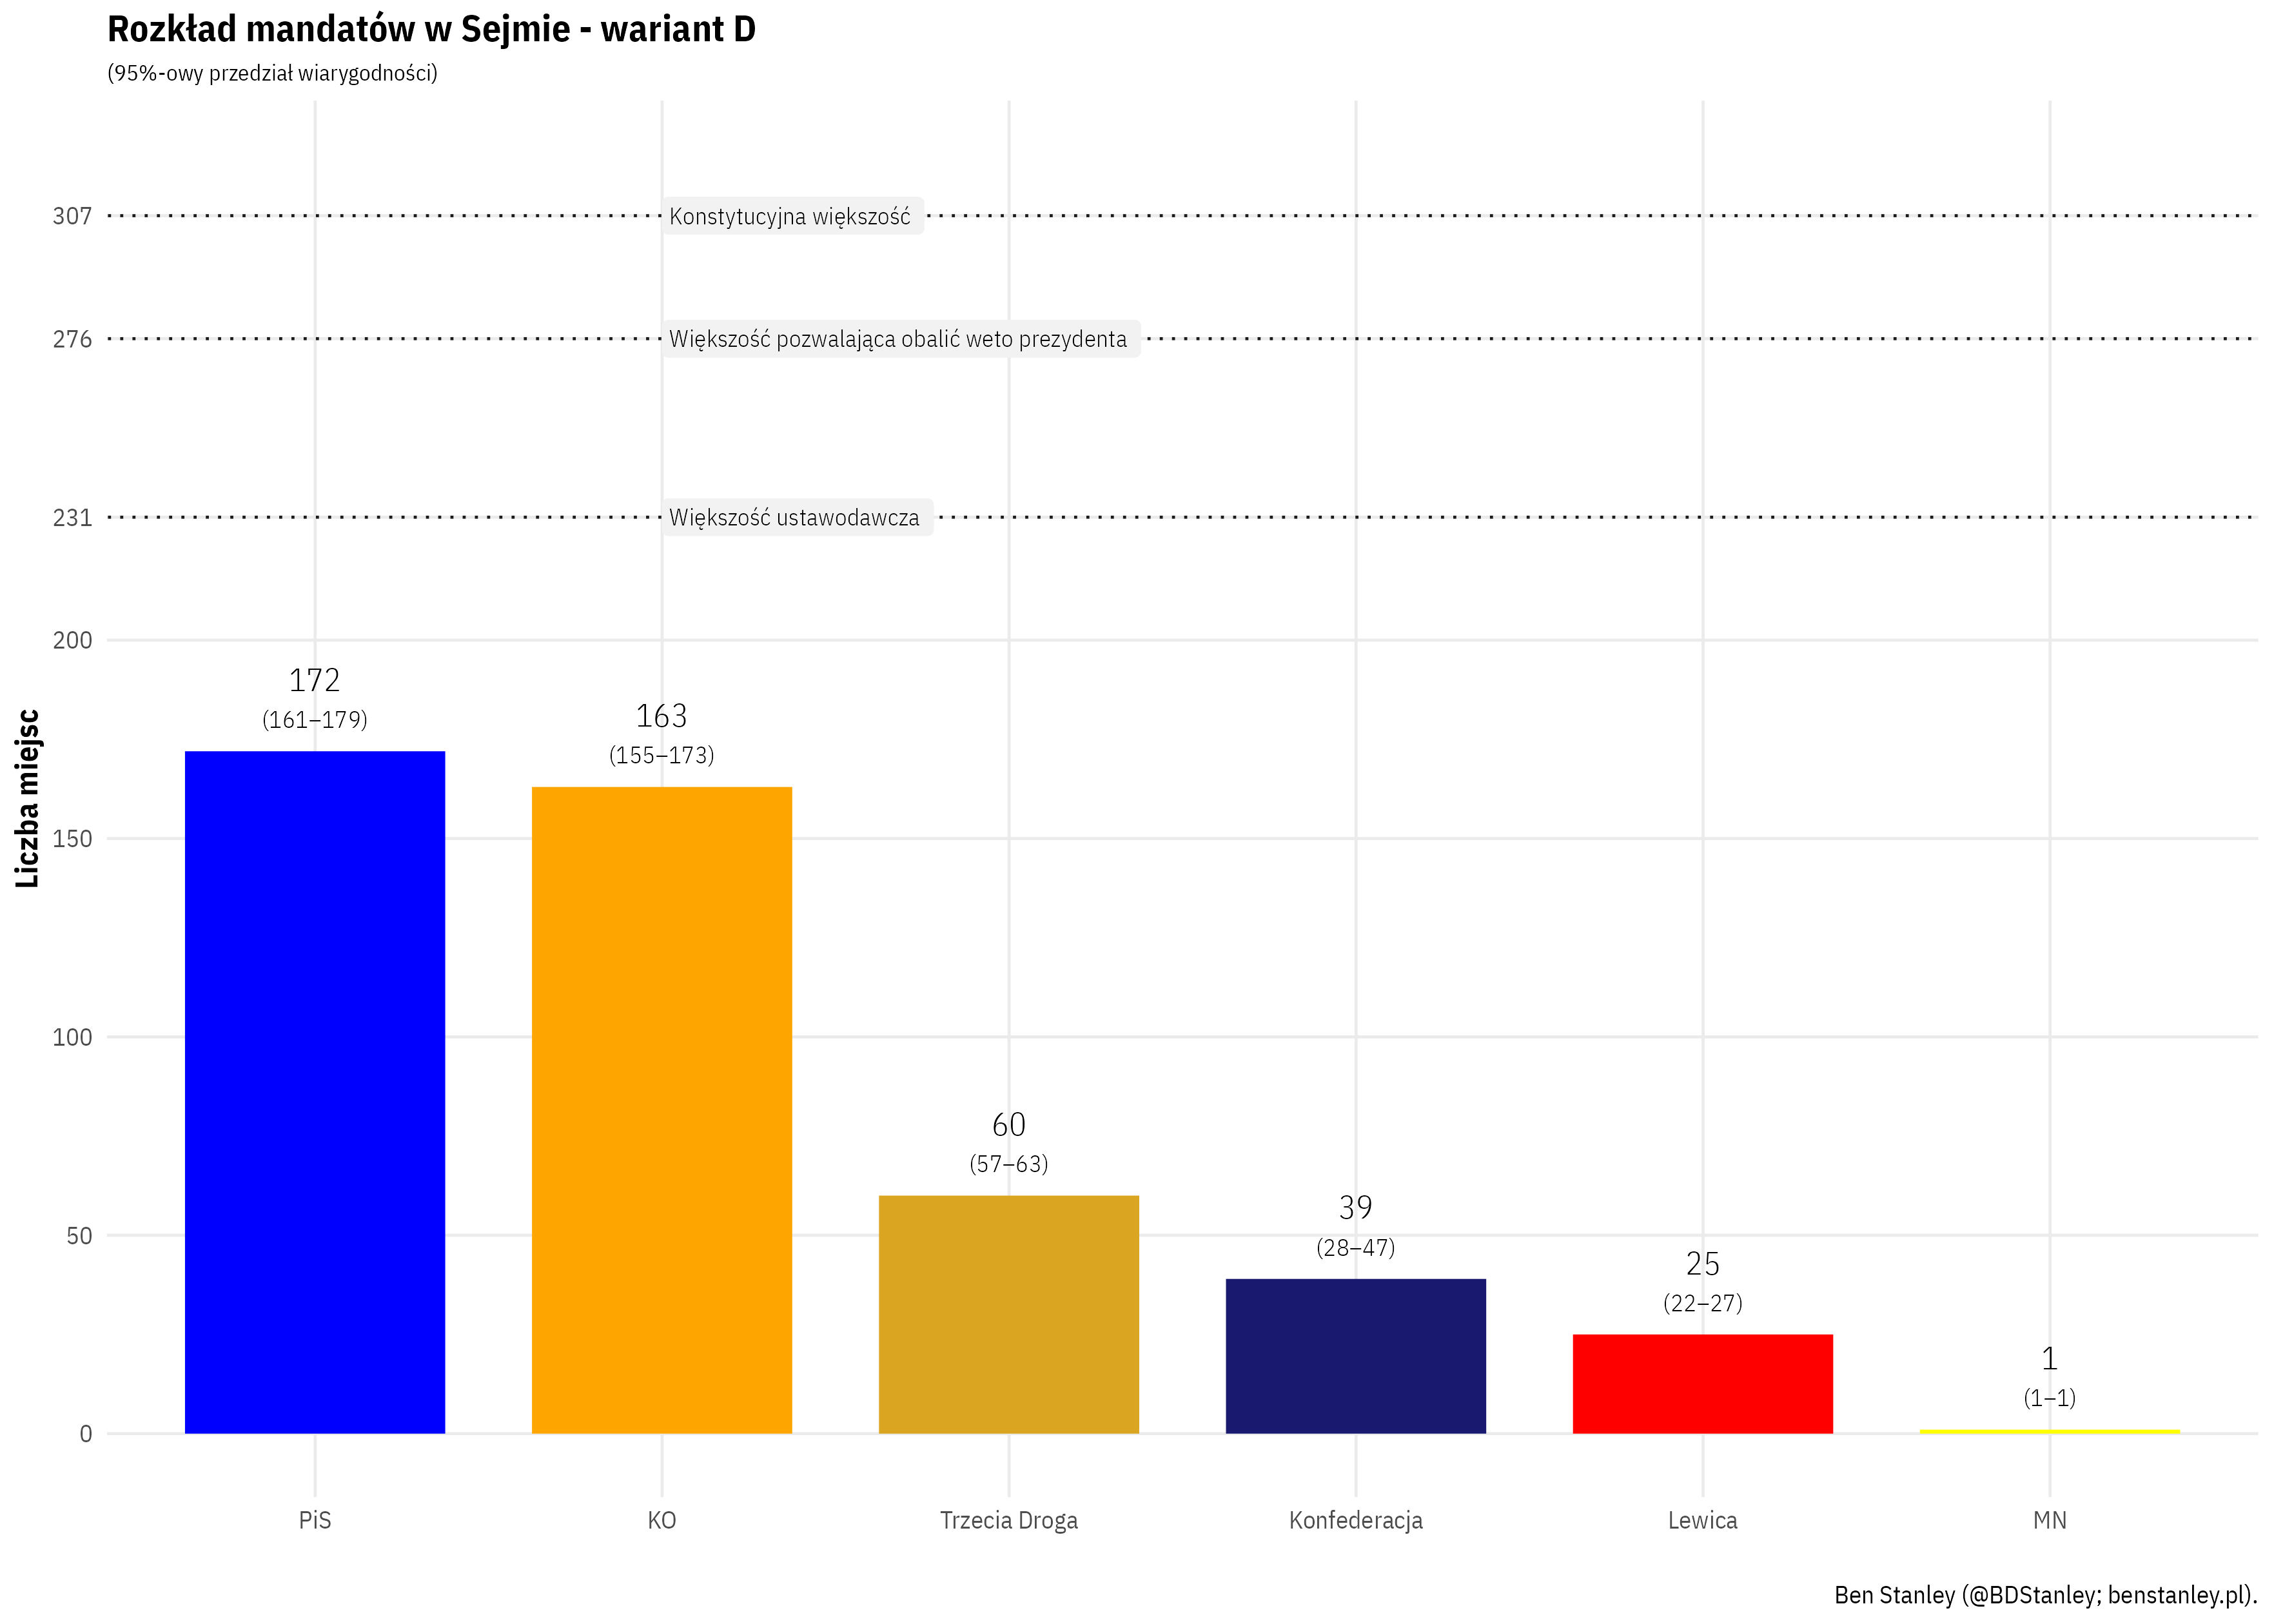 Rozkład mandatów w Sejmie - wariant D
(95%-owy przedział wiarygodności)
307
Konstytucyjna większość
276
Większość pozwalająca obalić weto prezydenta
231
Większość ustawodawcza
200
172
(161–179)
163
(155–173)
Liczba miejsc
150
100
60
(57–63)
39
(28–47)
50
25
(22–27)
1
(1–1)
0
PiS
KO
Trzecia Droga
Konfederacja
Lewica
MN
Ben Stanley (@BDStanley; benstanley.pl).